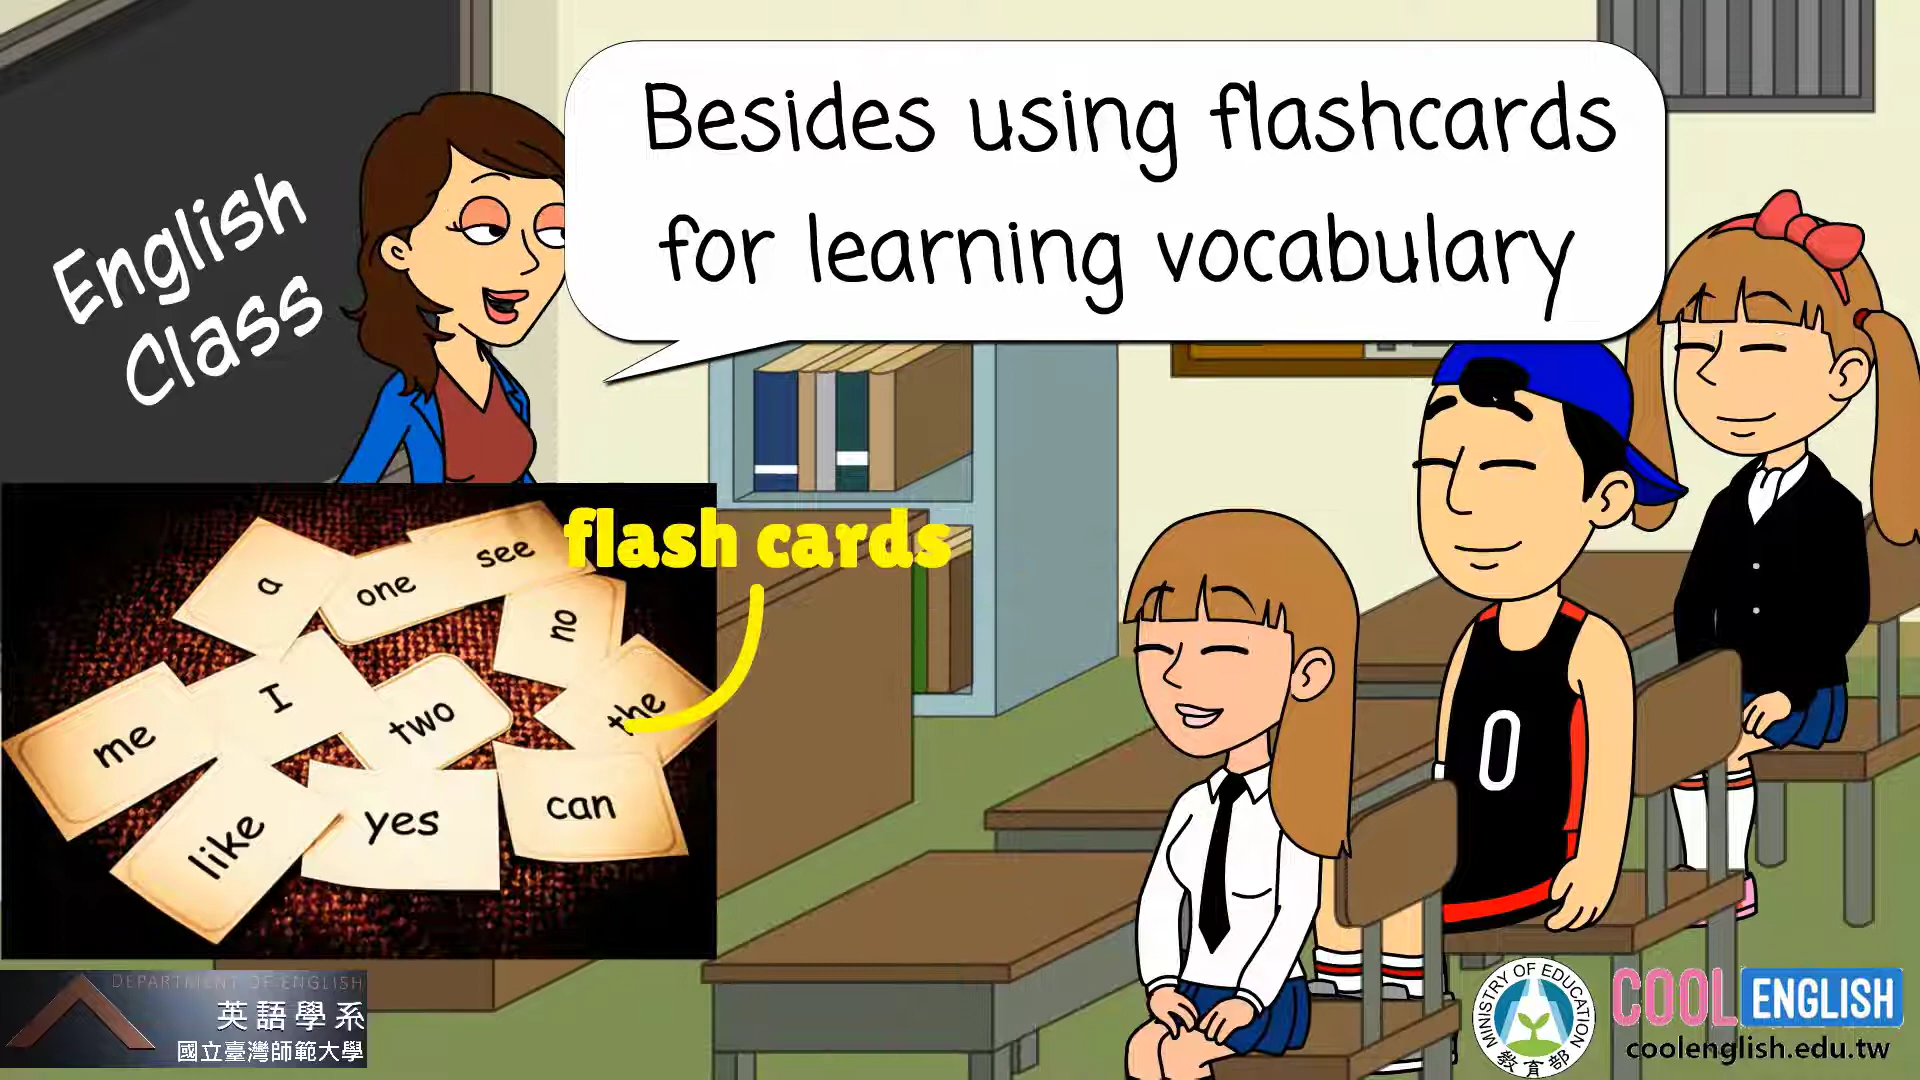 Besides using flashcards
for learning vocabulary
English
Class
flash cards
a
one
see
no
me
I
two
the
like
yes
can
DEPARTMENT OF ENGLISH
英語學系
國立臺灣師範大學
MINISTRY OF EDUCATION
教育部
COOL ENGLISH
coolenglish.edu.tw
0